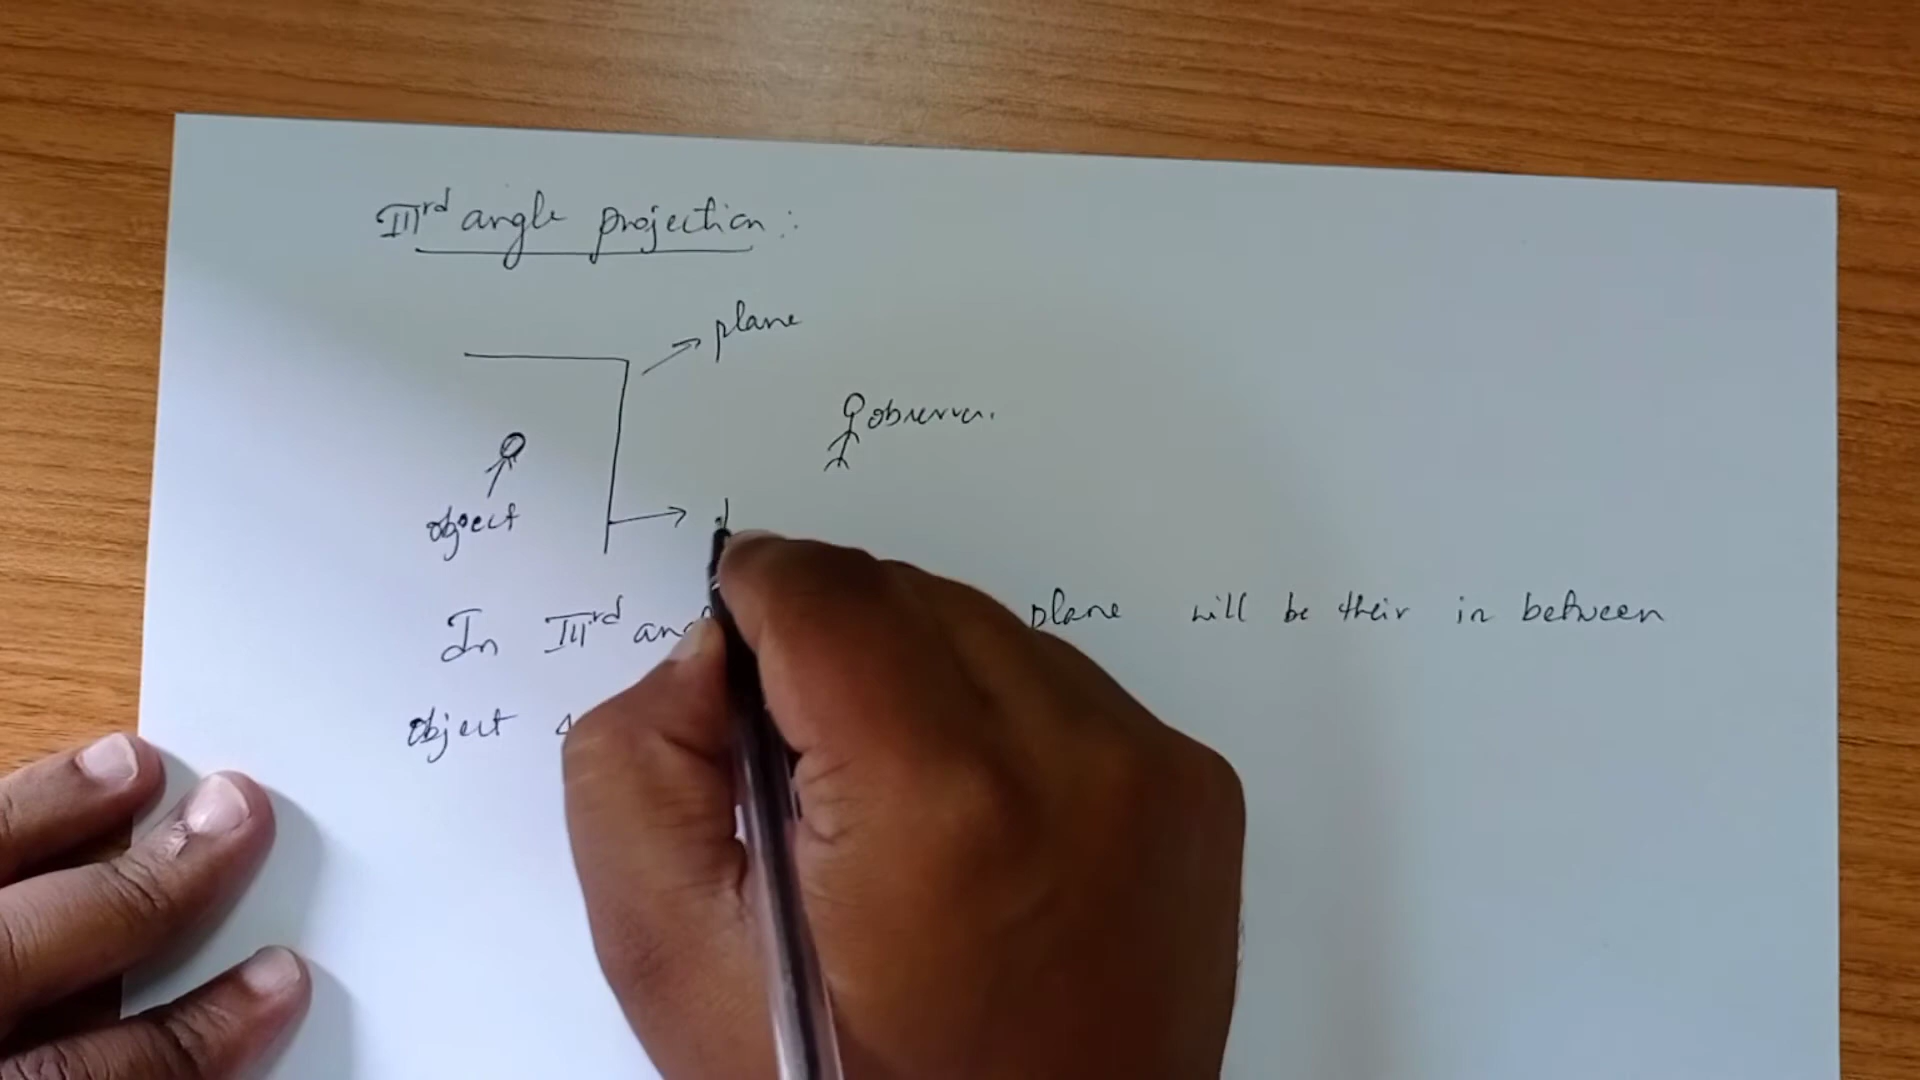 IIIrd angle projection :
plane
observer.
object
In IIIrd plane will be their in between
object